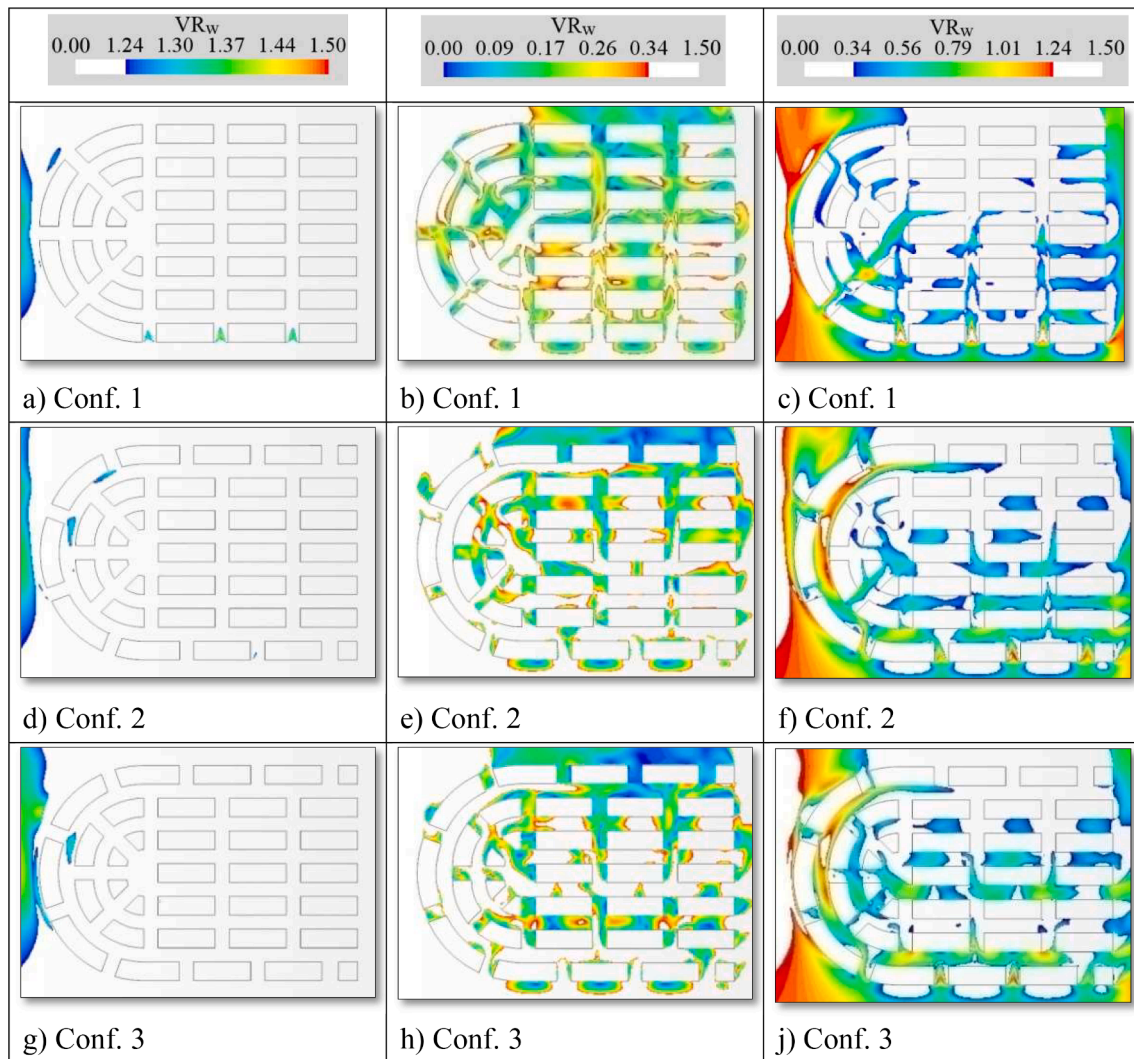 VRw
0.00 1.24 1.30 1.37 1.44 1.50
VRw
0.00 0.09 0.17 0.26 0.34 1.50
VRw
0.00 0.34 0.56 0.79 1.01 1.24 1.50
a) Conf. 1
b) Conf. 1
c) Conf. 1
d) Conf. 2
e) Conf. 2
f) Conf. 2
g) Conf. 3
h) Conf. 3
j) Conf. 3